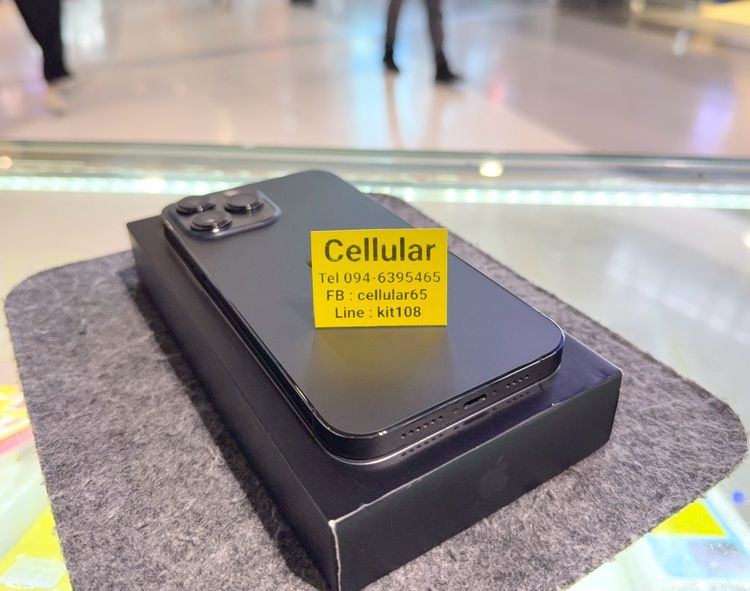 Cellular
Tel 094-6395465
FB : cellular65
Line : kit108